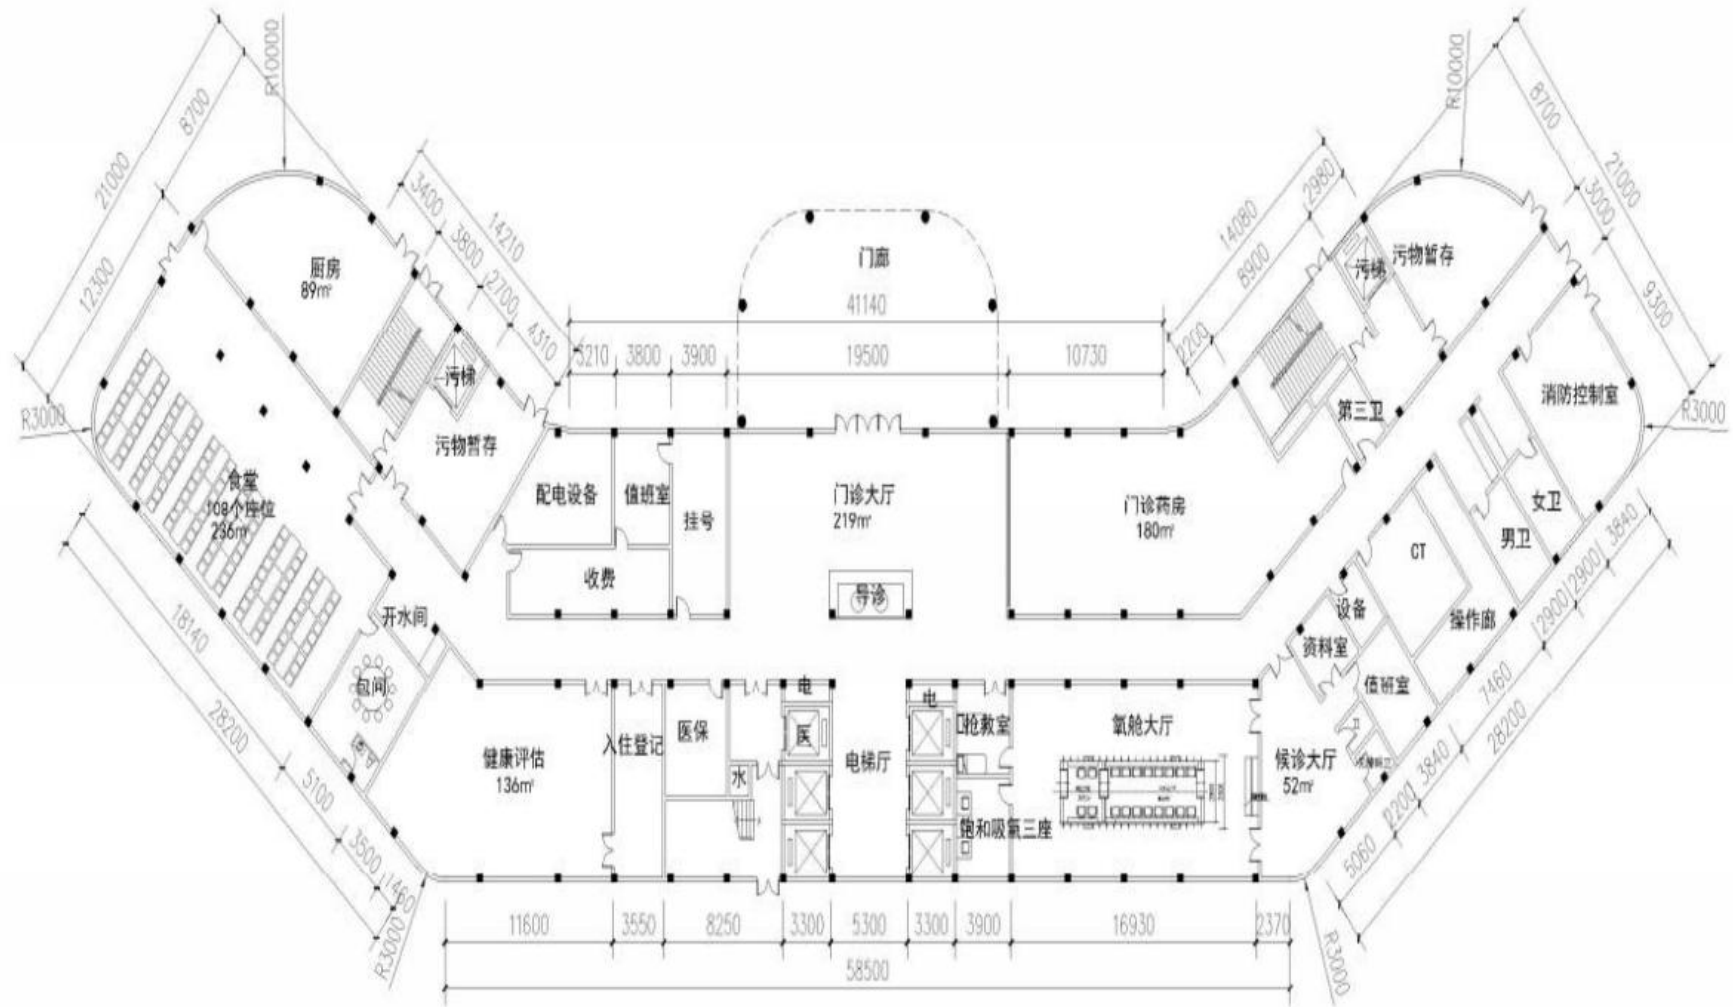 R10000
R10000
21000
8700
8700
21000
3000
3400
14210
3800
2700
4310
12300
2980
14080
8900
2200
9300
厨房
89㎡
门廊
41140
3210
3800
3900
19500
10730
污梯
污物暂存
污梯
污物暂存
第三卫
消防控制室
R3000
R3000
食堂
108个座位
236㎡
配电设备
值班室
挂号
收费
门诊大厅
219㎡
导诊
门诊药房
180㎡
CT
女卫
男卫
设备
操作廊
资料室
值班室
3840
2900
2900
7460
28200
3840
2200
5060
开水间
包间
18140
28200
5100
3500
1460
R3000
健康评估
136㎡
入住登记
医保
水
电
医
电梯厅
电
抢救室
氧舱大厅
饱和吸氧三座
候诊大厅
52㎡
R3000
11600
3550
8250
3300
5300
3300
3900
16930
2370
58500